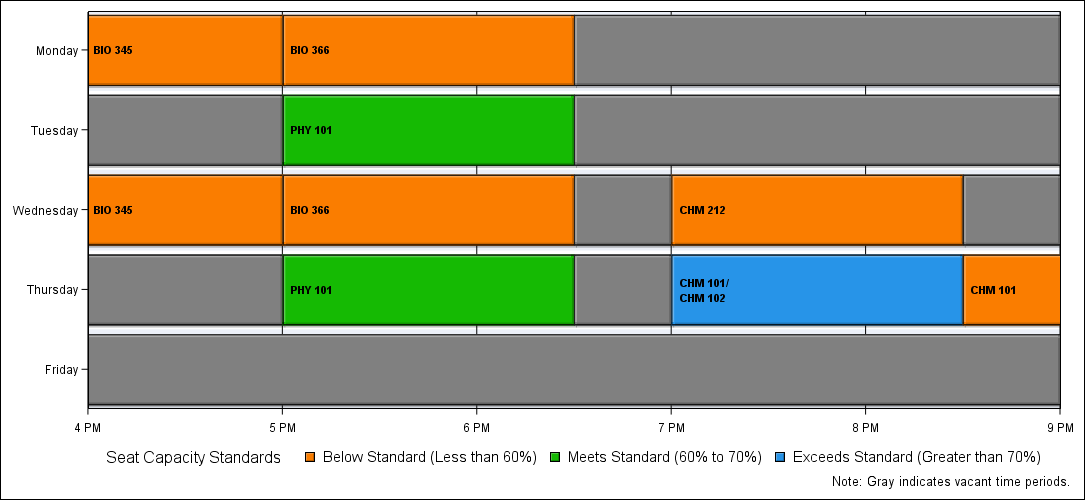 Monday
BIO 345
BIO 366
Tuesday
PHY 101
Wednesday
BIO 345
BIO 366
CHM 212
Thursday
PHY 101
CHM 101/
CHM 102
CHM 101
Friday
4 PM 5 PM 6 PM 7 PM 8 PM 9 PM
Seat Capacity Standards Below Standard (Less than 60%) Meets Standard (60% to 70%) Exceeds Standard (Greater than 70%)
Note: Gray indicates vacant time periods.